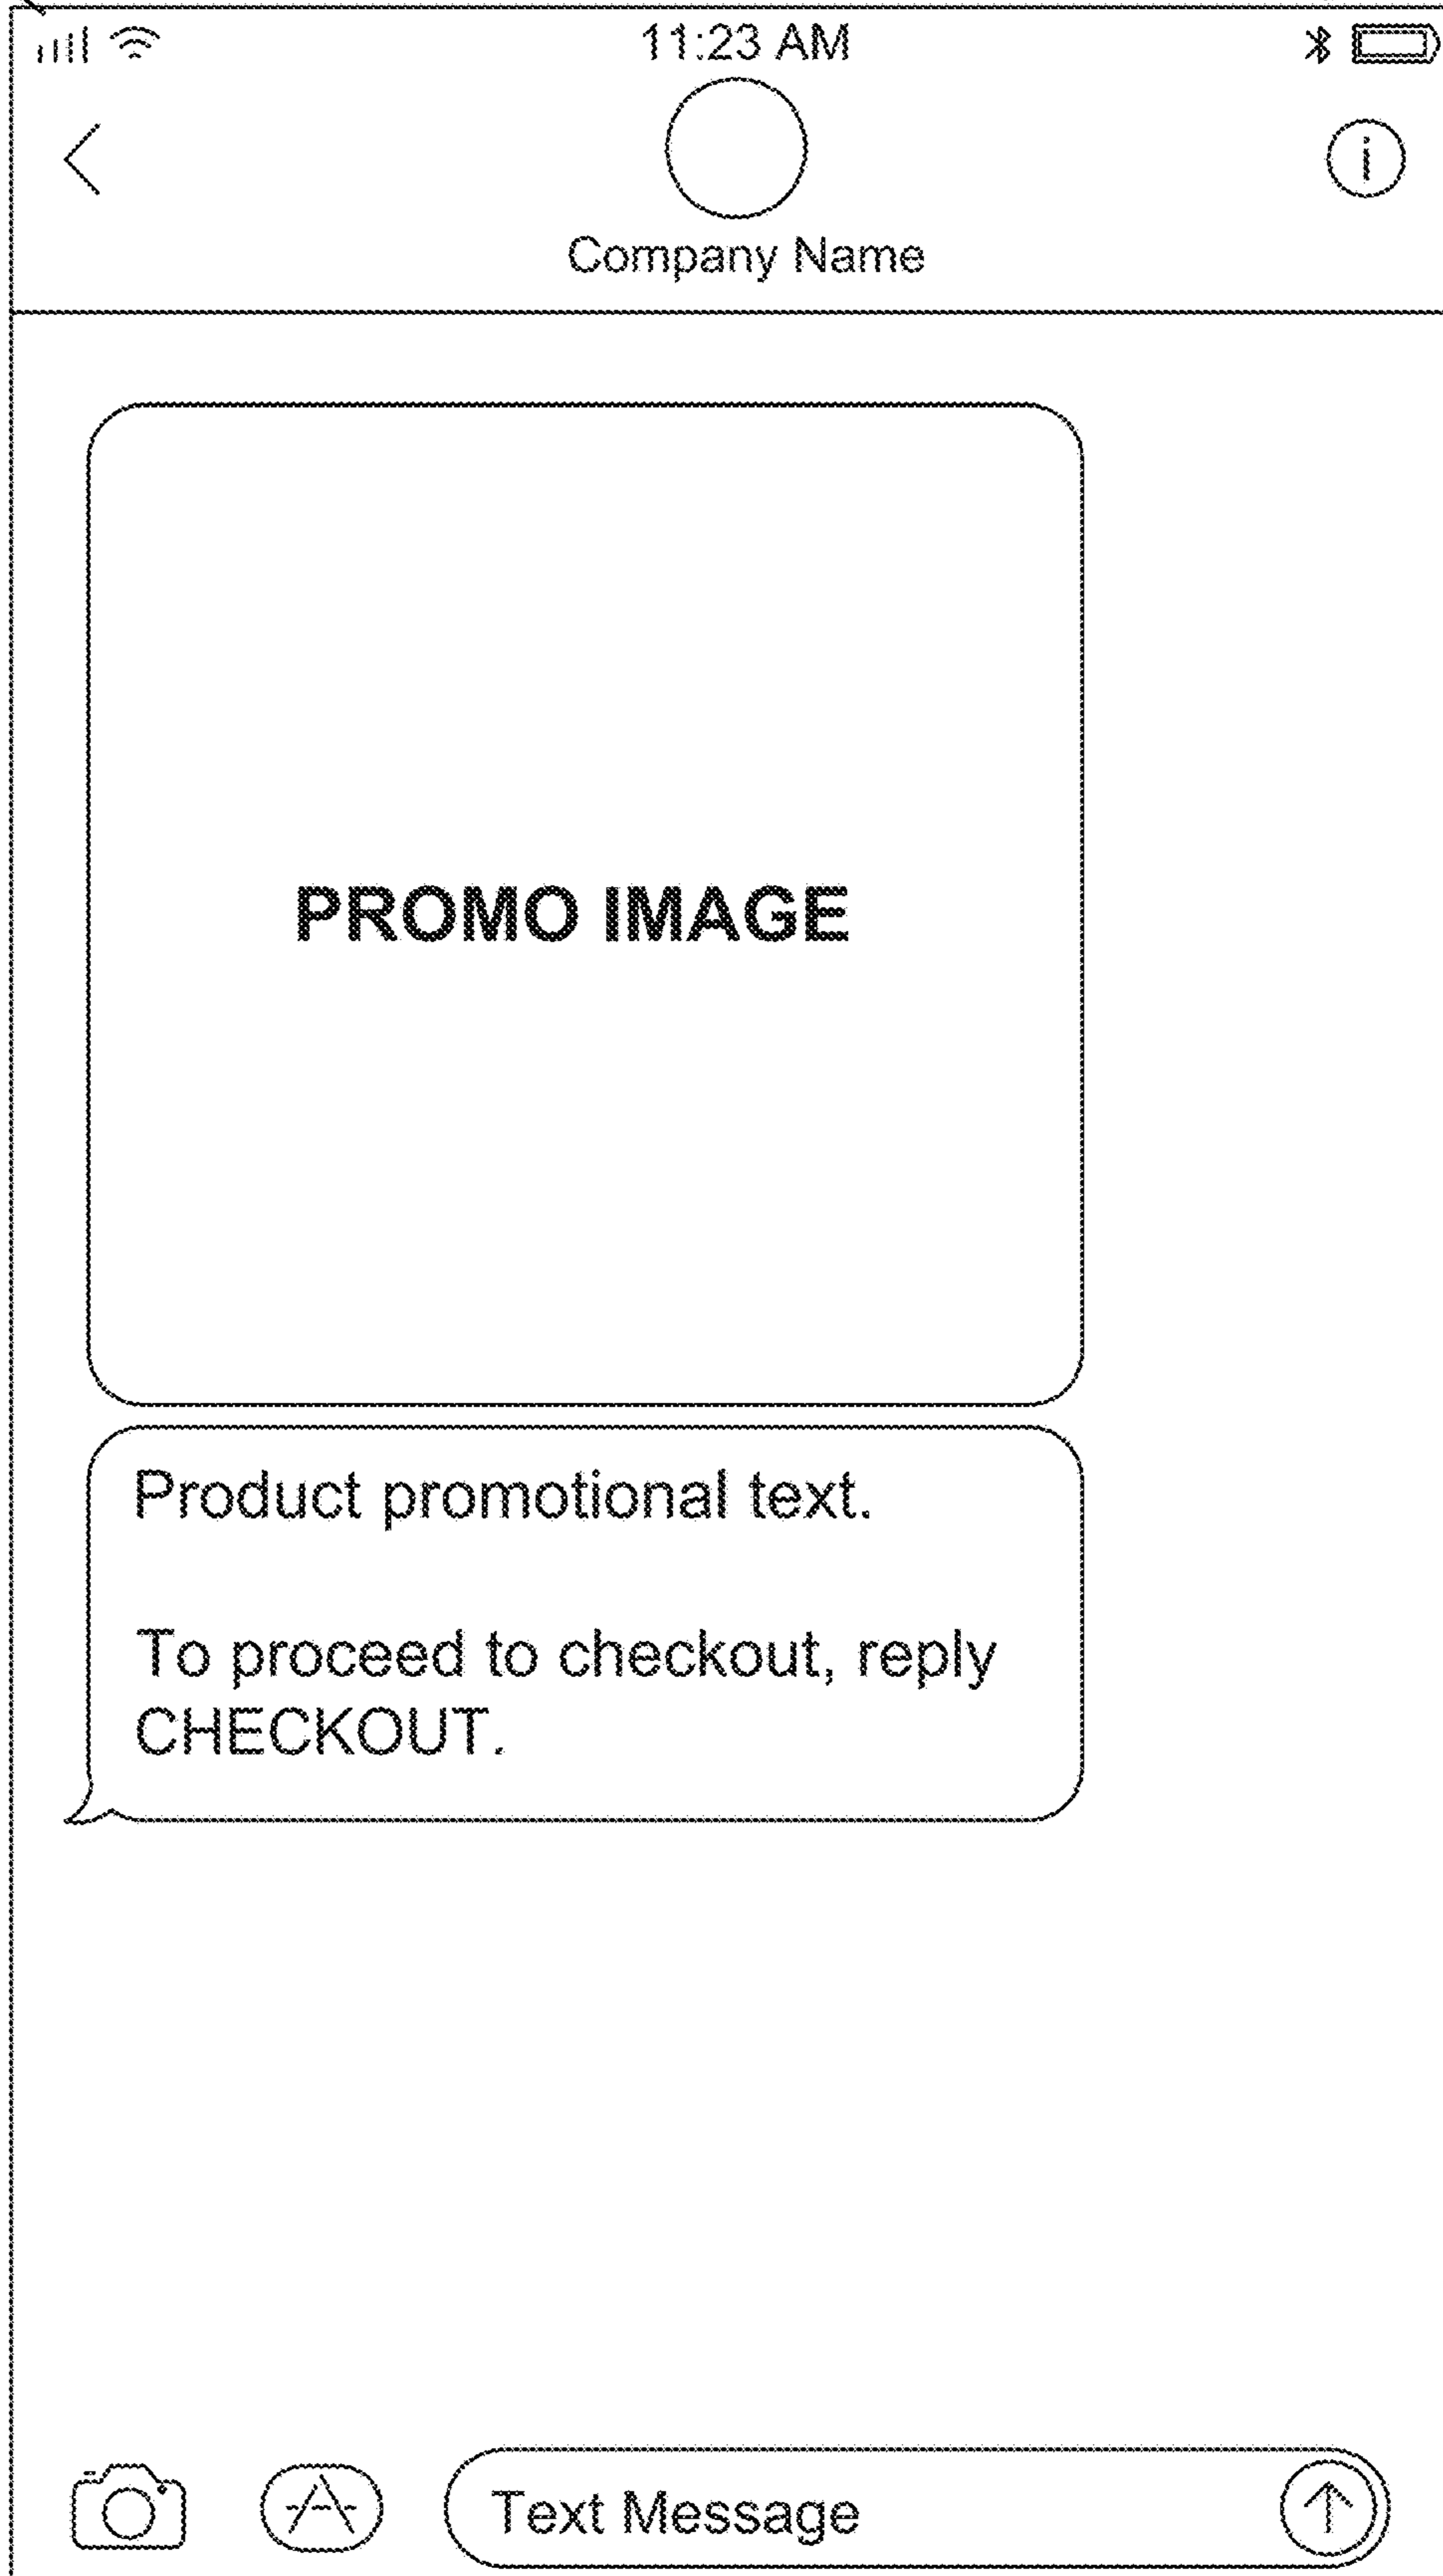 11:23 AM
i
Company Name
PROMO IMAGE
Product promotional text.
To proceed to checkout, reply
CHECKOUT.
Text Message